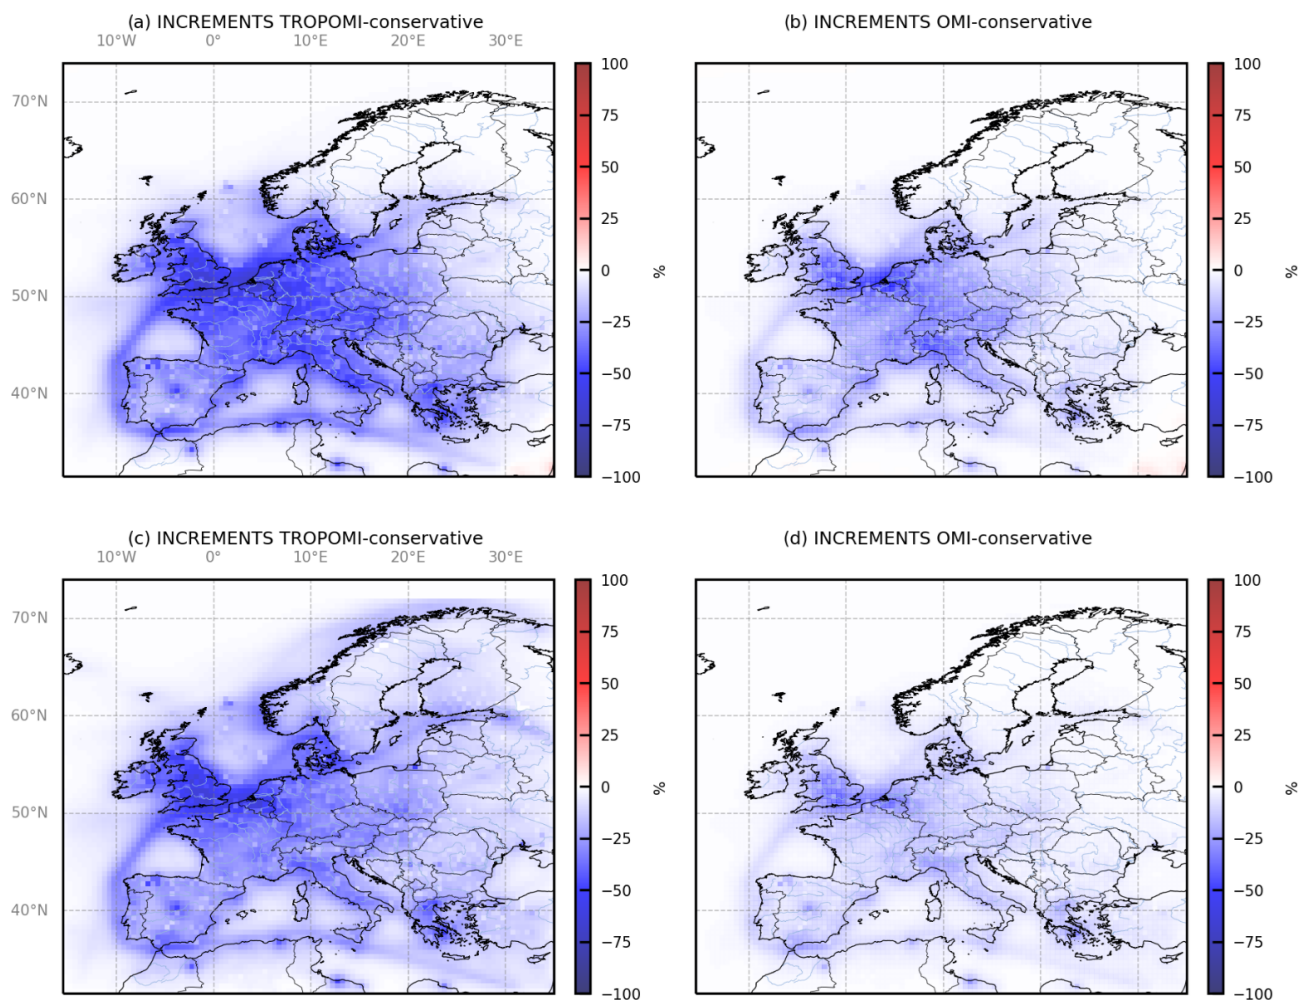 (a) INCREMENTS TROPOMI-conservative
10°W 0° 10°E 20°E 30°E
70°N
60°N
50°N
40°N
100
75
50
25
0
−25
−50
−75
−100
%
(b) INCREMENTS OMI-conservative
100
75
50
25
0
−25
−50
−75
−100
%
(c) INCREMENTS TROPOMI-conservative
10°W 0° 10°E 20°E 30°E
70°N
60°N
50°N
40°N
100
75
50
25
0
−25
−50
−75
−100
%
(d) INCREMENTS OMI-conservative
100
75
50
25
0
−25
−50
−75
−100
%